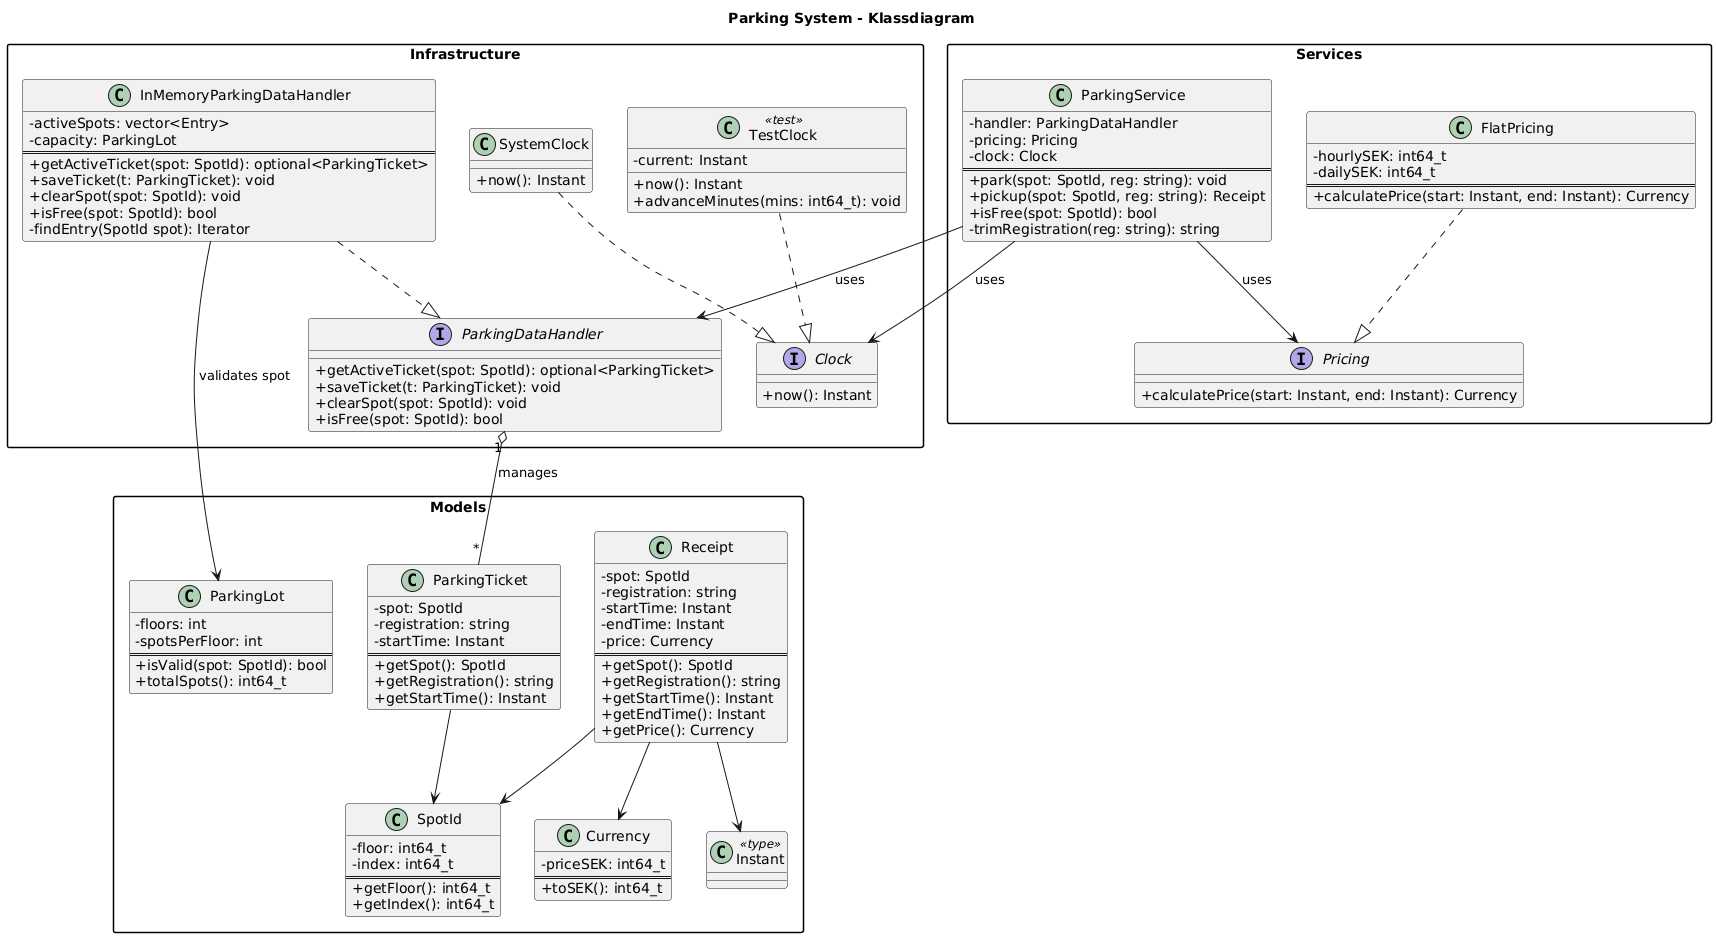 Parking System - Klassdiagram
Infrastructure
C InMemoryParkingDataHandler
-activeSpots: vector<Entry>
-capacity: ParkingLot
+getActiveTicket(spot: SpotId): optional<ParkingTicket>
+saveTicket(t: ParkingTicket): void
+clearSpot(spot: SpotId): void
+isFree(spot: SpotId): bool
-findEntry(SpotId spot): Iterator
C SystemClock
+now(): Instant
C «test»
TestClock
-current: Instant
+now(): Instant
+advanceMinutes(mins: int64_t): void
I ParkingDataHandler
+getActiveTicket(spot: SpotId): optional<ParkingTicket>
+saveTicket(t: ParkingTicket): void
+clearSpot(spot: SpotId): void
+isFree(spot: SpotId): bool
I Clock
+now(): Instant
Services
C ParkingService
-handler: ParkingDataHandler
-pricing: Pricing
-clock: Clock
+park(spot: SpotId, reg: string): void
+pickup(spot: SpotId, reg: string): Receipt
+isFree(spot: SpotId): bool
-trimRegistration(reg: string): string
C FlatPricing
-hourlySEK: int64_t
-dailySEK: int64_t
+calculatePrice(start: Instant, end: Instant): Currency
uses
uses
uses
I Pricing
+calculatePrice(start: Instant, end: Instant): Currency
validates spot
1
manages
*
Models
C ParkingLot
-floors: int
-spotsPerFloor: int
+isValid(spot: SpotId): bool
+totalSpots(): int64_t
C ParkingTicket
-spot: SpotId
-registration: string
-startTime: Instant
+getSpot(): SpotId
+getRegistration(): string
+getStartTime(): Instant
C Receipt
-spot: SpotId
-registration: string
-startTime: Instant
-endTime: Instant
-price: Currency
+getSpot(): SpotId
+getRegistration(): string
+getStartTime(): Instant
+getEndTime(): Instant
+getPrice(): Currency
C SpotId
-floor: int64_t
-index: int64_t
+getFloor(): int64_t
+getIndex(): int64_t
C Currency
-priceSEK: int64_t
+toSEK(): int64_t
C «type»
Instant